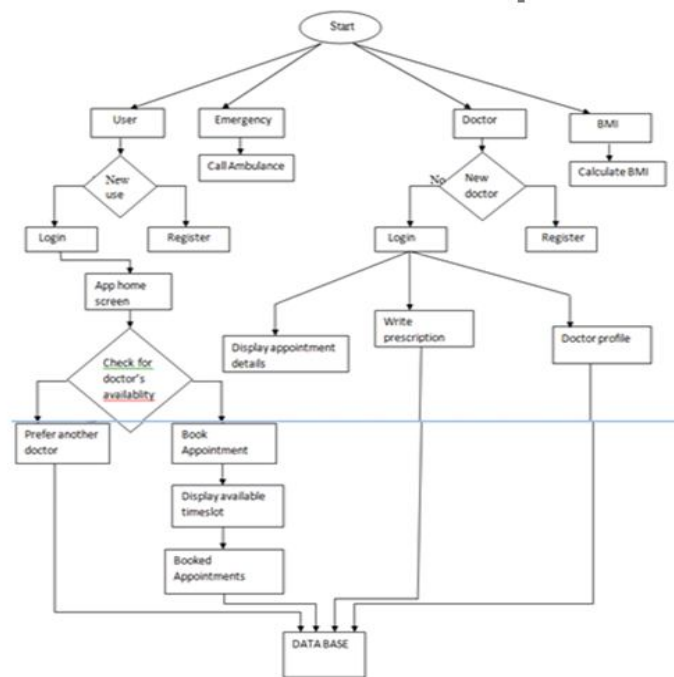 Start
User
Emergency
Doctor
BMI
Call Ambulance
Calculate BMI
New
use
No
New
doctor
Login
Register
Login
Register
App home
screen
Display appointment
details
Write
prescription
Doctor profile
Check for
doctor's
availablity
Prefer another
doctor
Book
Appointment
Display available
timeslot
Booked
Appointments
DATA BASE